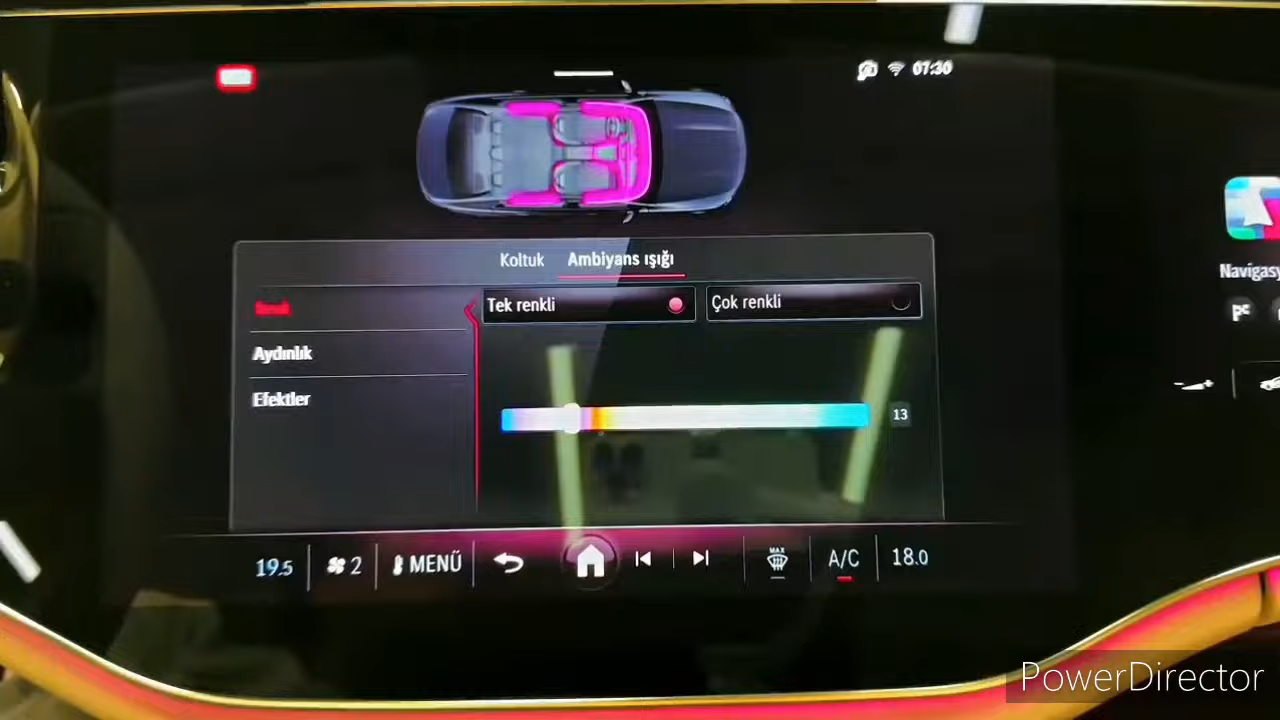 07:30
Koltuk Ambiyans ışığı
Tek renkli Çok renkli
Aydınlık
Efektler
13
Navigasy
19.5 2 MENÜ MAX A/C 18.0
PowerDirector